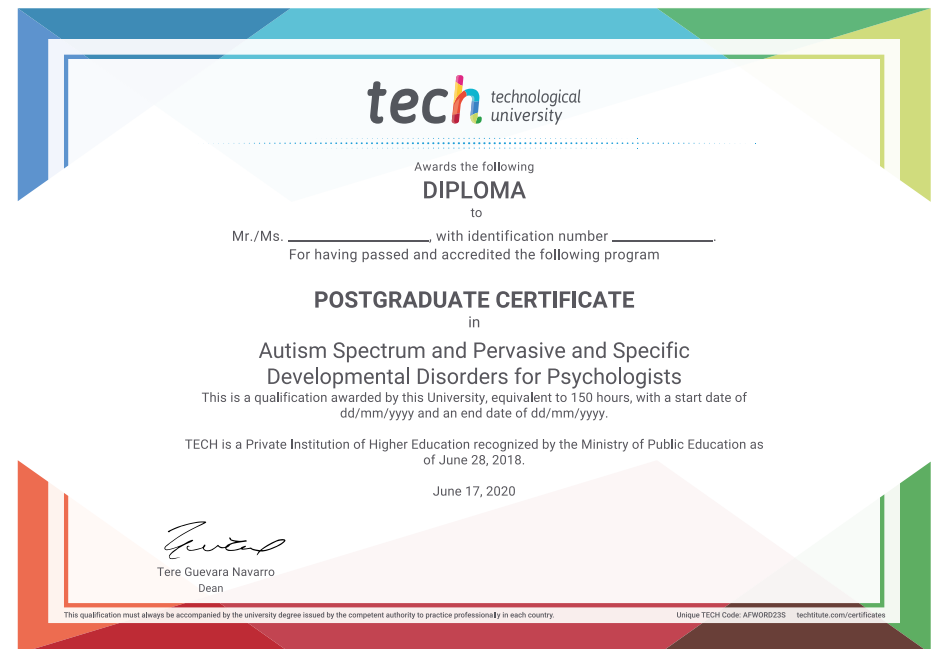 tech technological
university
Awards the following
DIPLOMA
to
Mr./Ms. ____________, with identification number ____________.
For having passed and accredited the following program
POSTGRADUATE CERTIFICATE
in
Autism Spectrum and Pervasive and Specific
Developmental Disorders for Psychologists
This is a qualification awarded by this University, equivalent to 150 hours, with a start date of
dd/mm/yyyy and an end date of dd/mm/yyyy.
TECH is a Private Institution of Higher Education recognized by the Ministry of Public Education as
of June 28, 2018.
June 17, 2020
Tere Guevara Navarro
Dean
This qualification must always be accompanied by the university degree issued by the competent authority to practice professionally in each country. Unique TECH Code: AFWORD23S techtitute.com/certificates